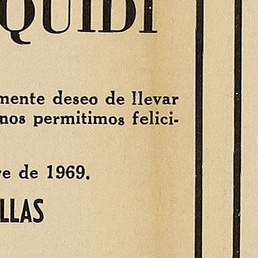 QUIDI
mente deseo de llevar
nos permitimos felici-
re de 1969.
LLAS